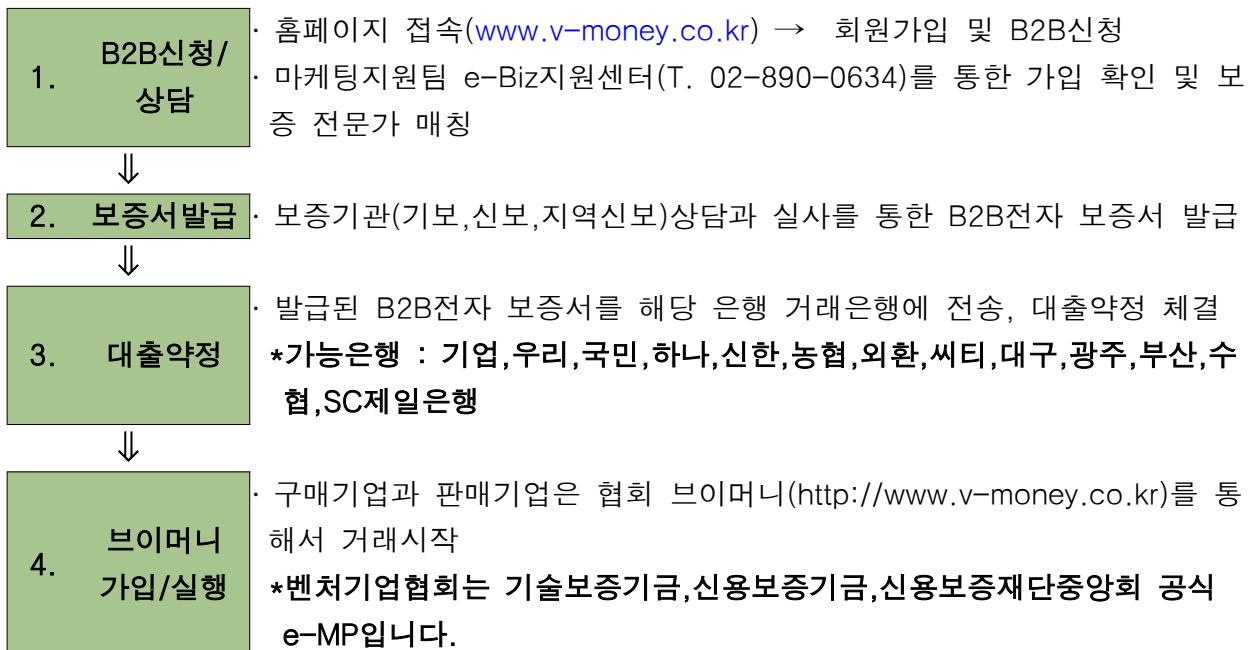 1. B2B신청/
상담
· 홈페이지 접속(www.v-money.co.kr) → 회원가입 및 B2B신청
· 마케팅지원팀 e-Biz지원센터(T. 02-890-0634)를 통한 가입 확인 및 보
증 전문가 매칭
⇓
2. 보증서발급
· 보증기관(기보,신보,지역신보)상담과 실사를 통한 B2B전자 보증서 발급
⇓
3. 대출약정
· 발급된 B2B전자 보증서를 해당 은행 거래은행에 전송, 대출약정 체결
*가능은행 : 기업,우리,국민,하나,신한,농협,외환,씨티,대구,광주,부산,수
협,SC제일은행
⇓
4. 브이머니
가입/실행
· 구매기업과 판매기업은 협회 브이머니(http://www.v-money.co.kr)를 통
해서 거래시작
*벤처기업협회는 기술보증기금,신용보증기금,신용보증재단중앙회 공식
e-MP입니다.